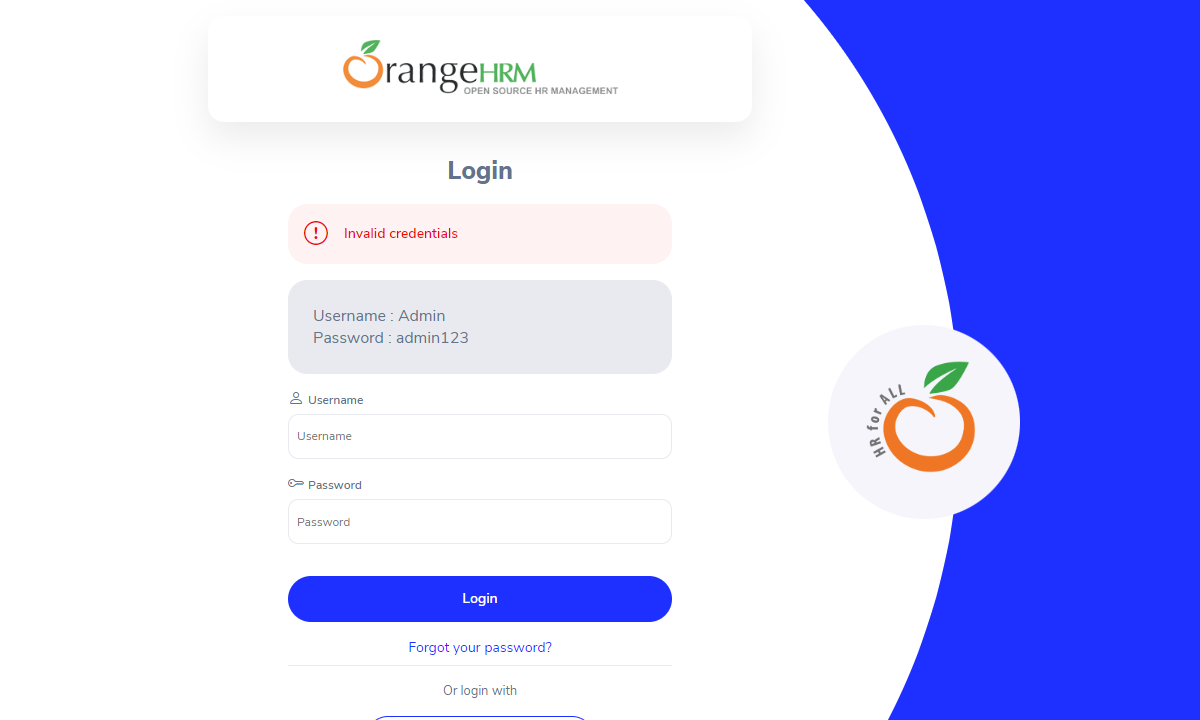 OrangeHRM
OPEN SOURCE HR MANAGEMENT
Login
Invalid credentials
Username : Admin
Password : admin123
Username
Username
Password
Password
Login
Forgot your password?
Or login with
HR for ALL